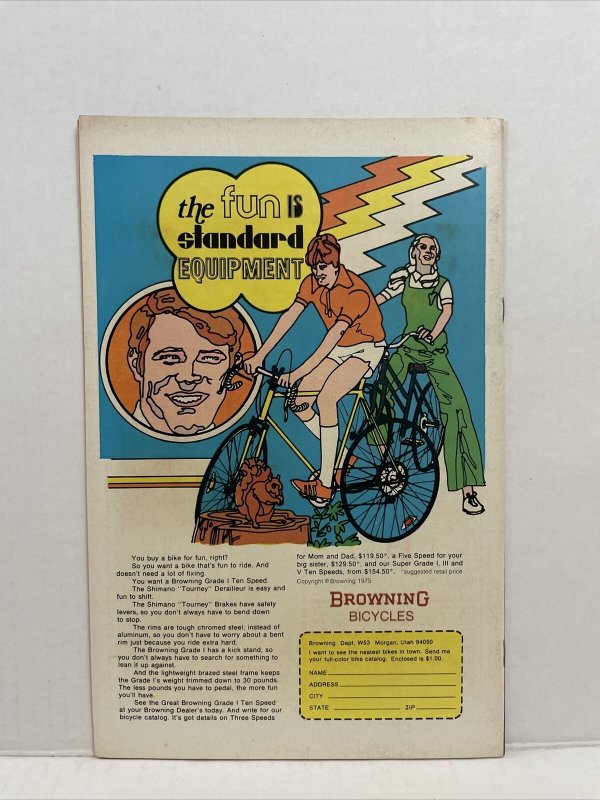 the fun IS
standard
EQUIPMENT
You buy a bike for fun, right?
So you want a bike that's fun to ride. And
doesn't need a lot of fixing.
You want a Browning Grade I Ten Speed.
The Shimano "Tourney" Derailleur is easy and
fun to shift.
The Shimano "Tourney" Brakes have safety
levers, so you don't always have to bend down
to stop.
The rims are tough chromed steel, instead of
aluminum, so you don't have to worry about a bent
rim just because you ride extra hard.
The Browning Grade I has a kick stand, so
you don't always have to search for something to
lean it up against.
And the lightweight brazed steel frame keeps
the Grade I's weight trimmed down to 30 pounds.
The less pounds you have to pedal, the more fun
you'll have.
See the Great Browning Grade I Ten Speed
at your Browning Dealer's today. And write for our
bicycle catalog. It's got details on Three Speeds
for Mom and Dad, $119.50*, a Five Speed for your
big sister, $129.50*, and our Super Grade I, III and
V Ten Speeds, from $154.50*. *suggested retail price
Copyright © Browning 1975
BROWNING
BICYCLES
Browning Dept. W53 Morgan, Utah 84050
I want to see the neatest bikes in town. Send me
your full-color bike catalog. Enclosed is $1.00.
NAME
ADDRESS
CITY
STATE ZIP